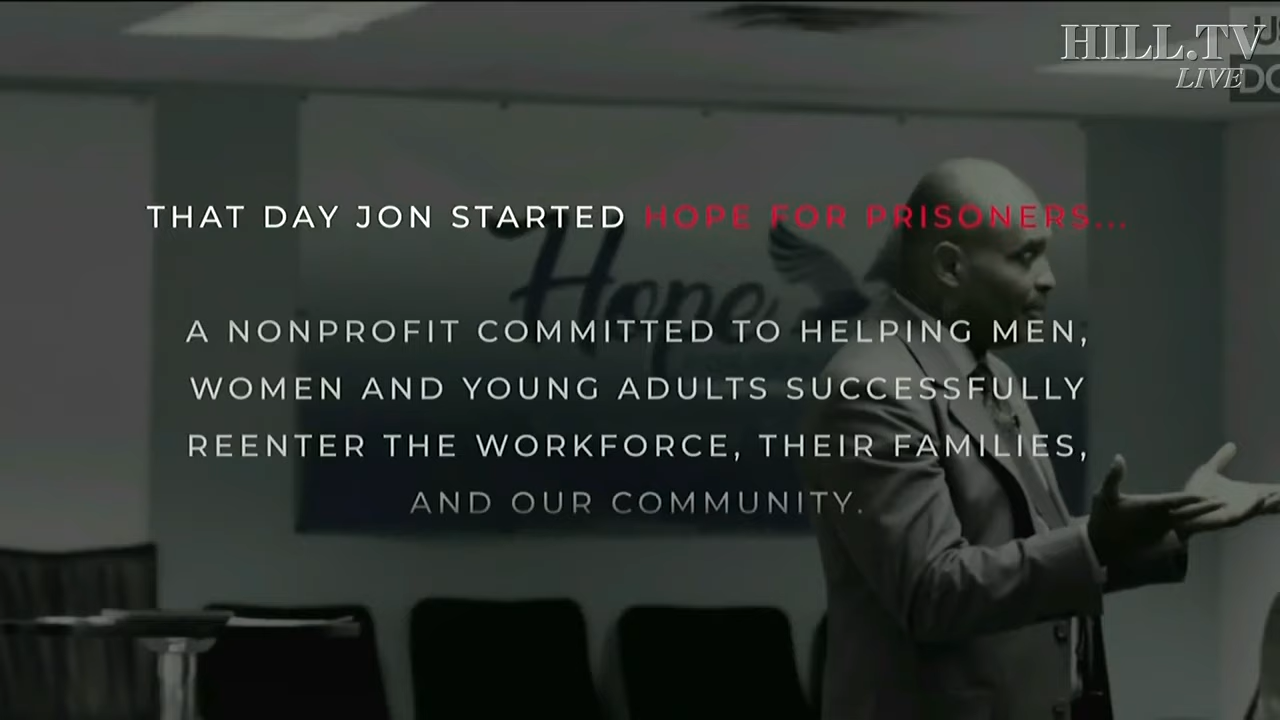 HILL.TV
LIVE
THAT DAY JON STARTED HOPE FOR PRISONERS...
Hope
A NONPROFIT COMMITTED TO HELPING MEN,
WOMEN AND YOUNG ADULTS SUCCESSFULLY
REENTER THE WORKFORCE, THEIR FAMILIES,
AND OUR COMMUNITY.